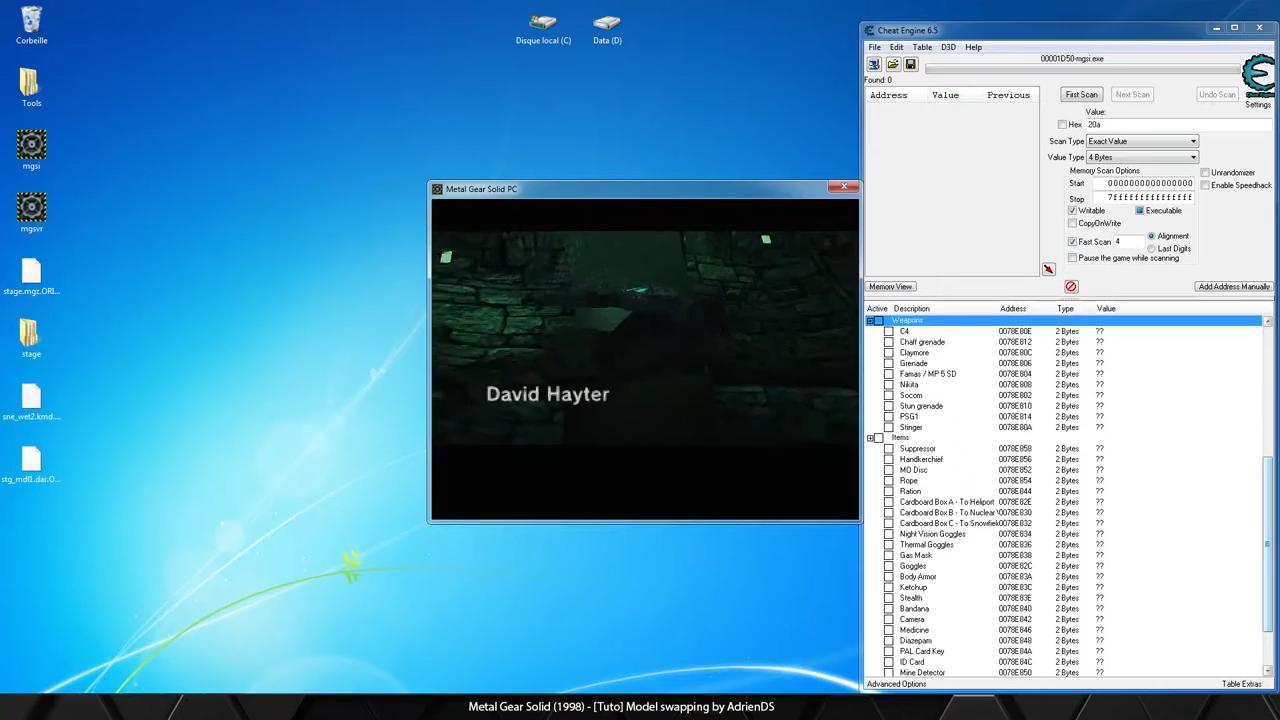 Corbeille
Tools
mgsi
mgsvr
stage.mgz.ORI...
stage
sne_wet2.kmd....
stg_mdl1.dar.O...
Disque local (C)
Data (D)
Metal Gear Solid PC
David Hayter
Cheat Engine 6.5
File Edit Table D3D Help
00001D50-mgsi.exe
Found: 0
Settings
Address Value Previous
First Scan Next Scan Undo Scan
Value:
Hex 20a
Scan Type Exact Value
Value Type 4 Bytes
Memory Scan Options
Unrandomizer
Enable Speedhack
Start 0000000000000000
Stop 7fffffffffffffff
Writable Executable
CopyOnWrite
Fast Scan 4 Alignment
Last Digits
Pause the game while scanning
Memory View Add Address Manually
Active Description Address Type Value
Weapons
C4 0078E80E 2 Bytes ??
Chaff grenade 0078E812 2 Bytes ??
Claymore 0078E80C 2 Bytes ??
Grenade 0078E806 2 Bytes ??
Famas / MP 5 SD 0078E804 2 Bytes ??
Nikita 0078E808 2 Bytes ??
Socom 0078E802 2 Bytes ??
Stun grenade 0078E810 2 Bytes ??
PSG1 0078E814 2 Bytes ??
Stinger 0078E80A 2 Bytes ??
Items
Suppressor 0078E858 2 Bytes ??
Handkerchief 0078E856 2 Bytes ??
MO Disc 0078E852 2 Bytes ??
Rope 0078E854 2 Bytes ??
Ration 0078E844 2 Bytes ??
Cardboard Box A - To Heliport 0078E82E 2 Bytes ??
Cardboard Box B - To Nuclear 0078E830 2 Bytes ??
Cardboard Box C - To Snowfiel 0078E832 2 Bytes ??
Night Vision Goggles 0078E834 2 Bytes ??
Thermal Goggles 0078E836 2 Bytes ??
Gas Mask 0078E838 2 Bytes ??
Goggles 0078E82C 2 Bytes ??
Body Armor 0078E83A 2 Bytes ??
Ketchup 0078E83C 2 Bytes ??
Stealth 0078E83E 2 Bytes ??
Bandana 0078E840 2 Bytes ??
Camera 0078E842 2 Bytes ??
Medicine 0078E846 2 Bytes ??
Diazepam 0078E848 2 Bytes ??
PAL Card Key 0078E84A 2 Bytes ??
ID Card 0078E84C 2 Bytes ??
Mine Detector 0078E850 2 Bytes ??
Advanced Options Table Extras
Metal Gear Solid (1998) - [Tuto] Model swapping by AdrienDS